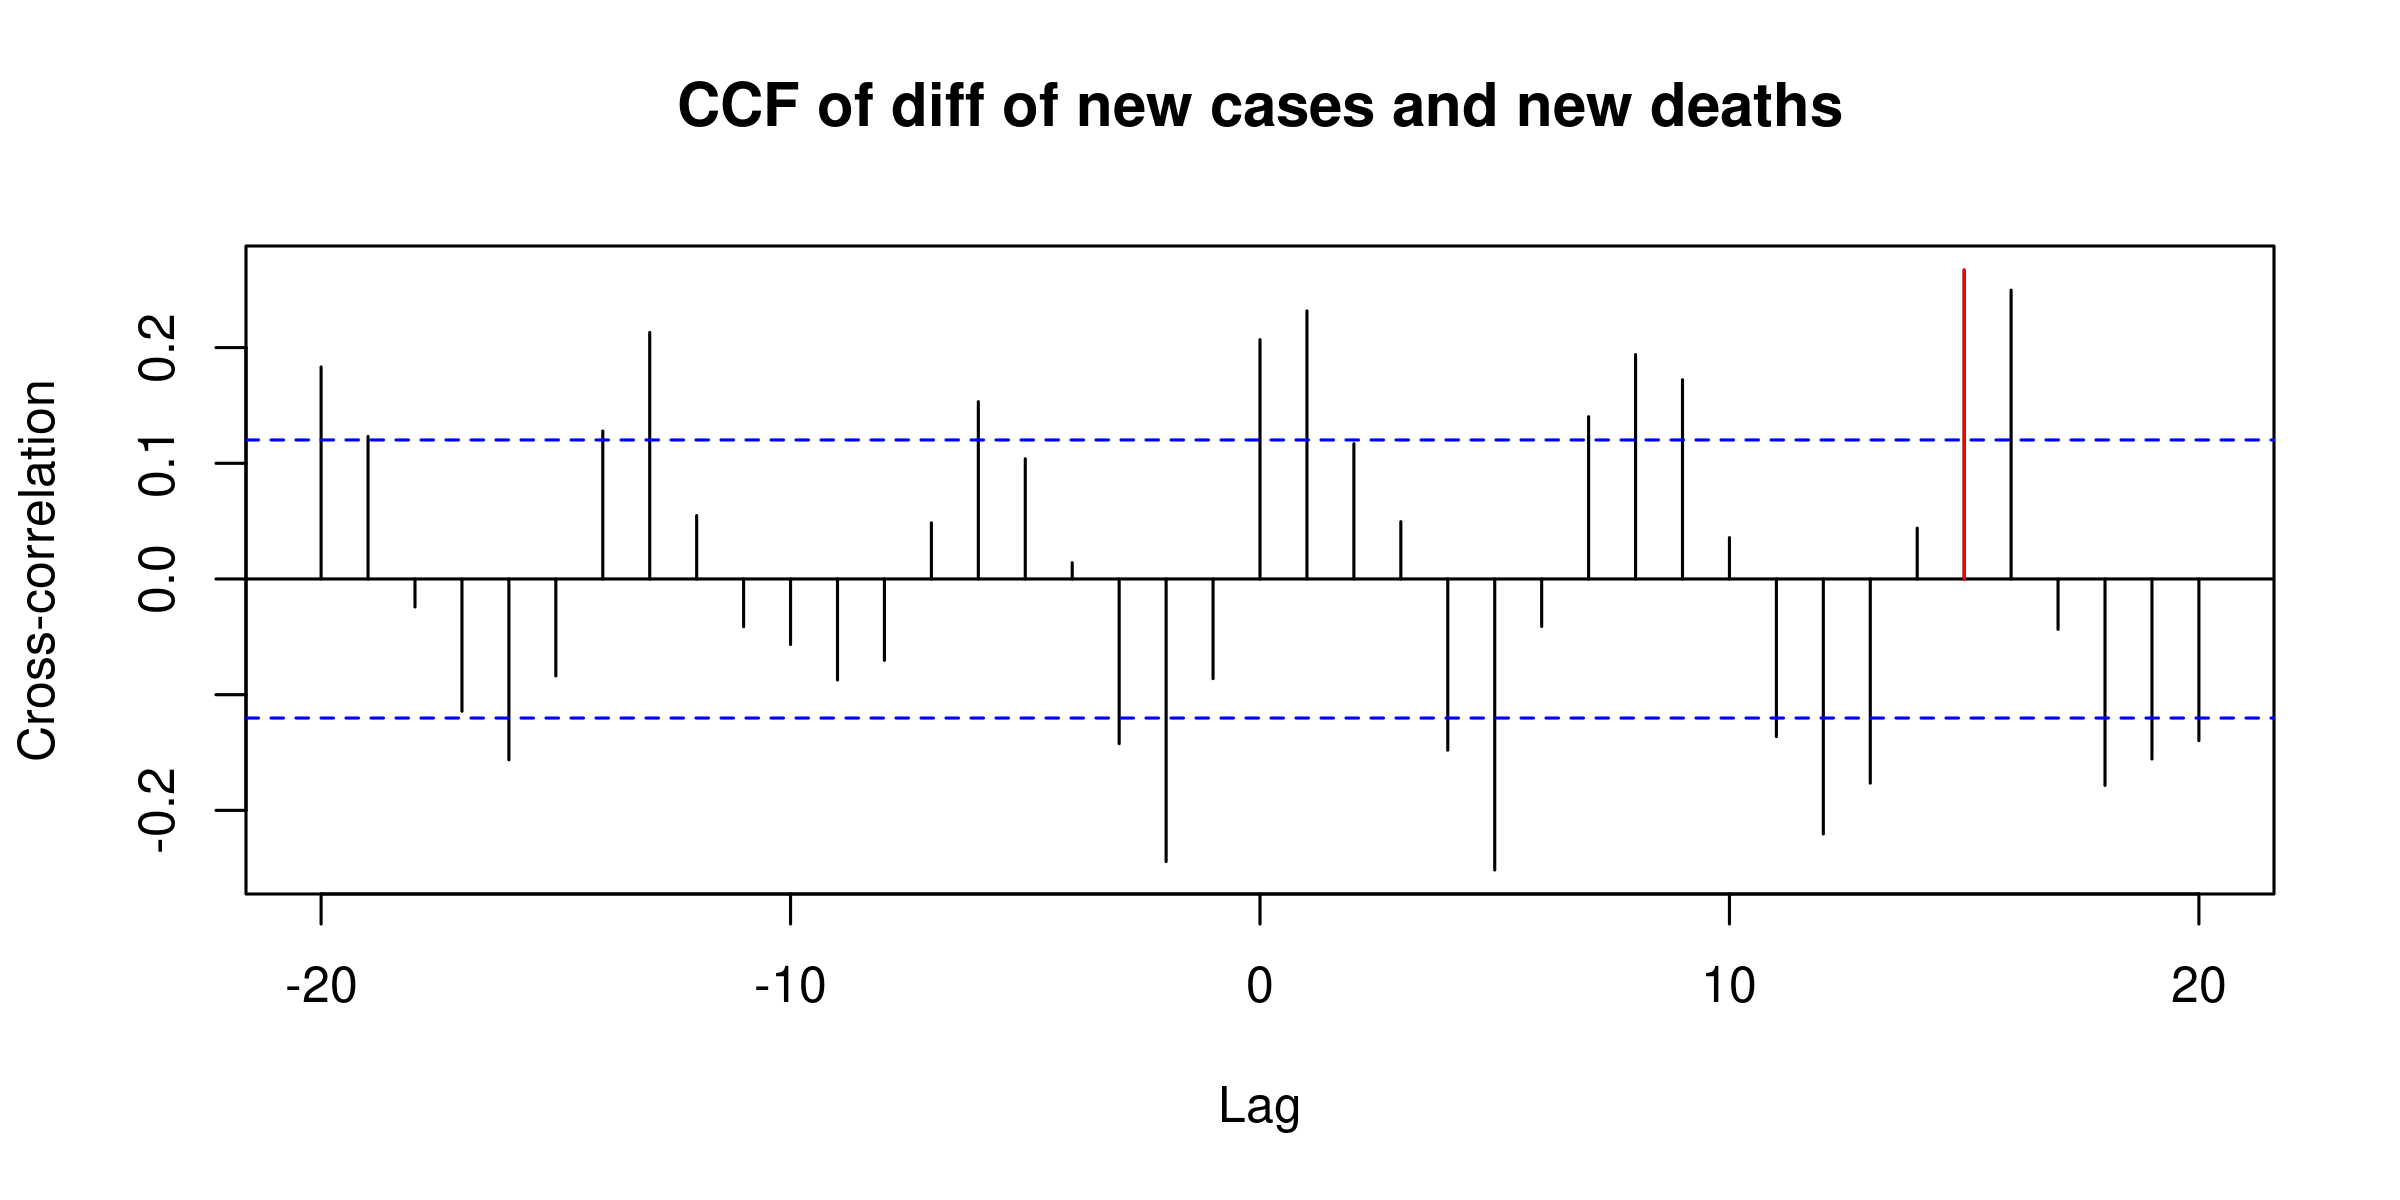 CCF of diff of new cases and new deaths
Cross-correlation
0.2
0.1
0.0
-0.2
-20 -10 0 10 20
Lag